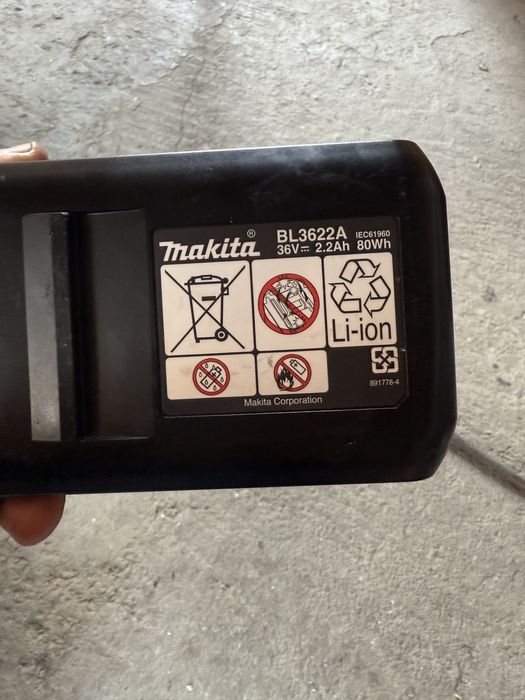 makita®
BL3622A IEC61960
36V⎓ 2.2Ah 80Wh
Li-ion
891778-4
Makita Corporation